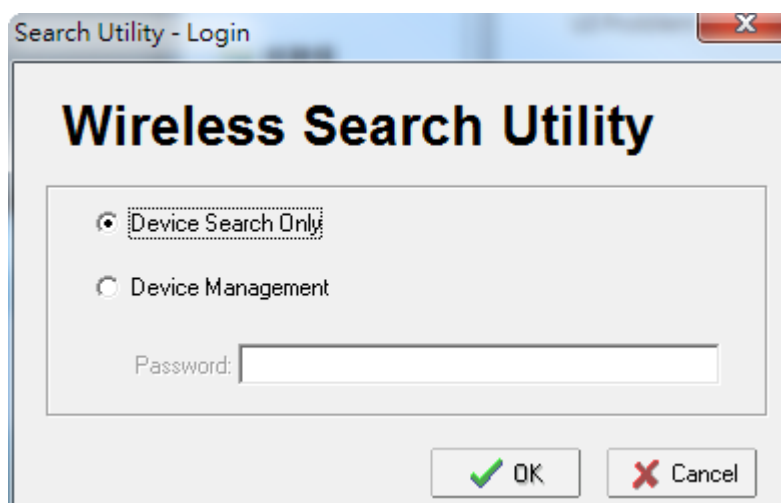 Search Utility - Login
Wireless Search Utility
Device Search Only
Device Management
Password:
OK
Cancel